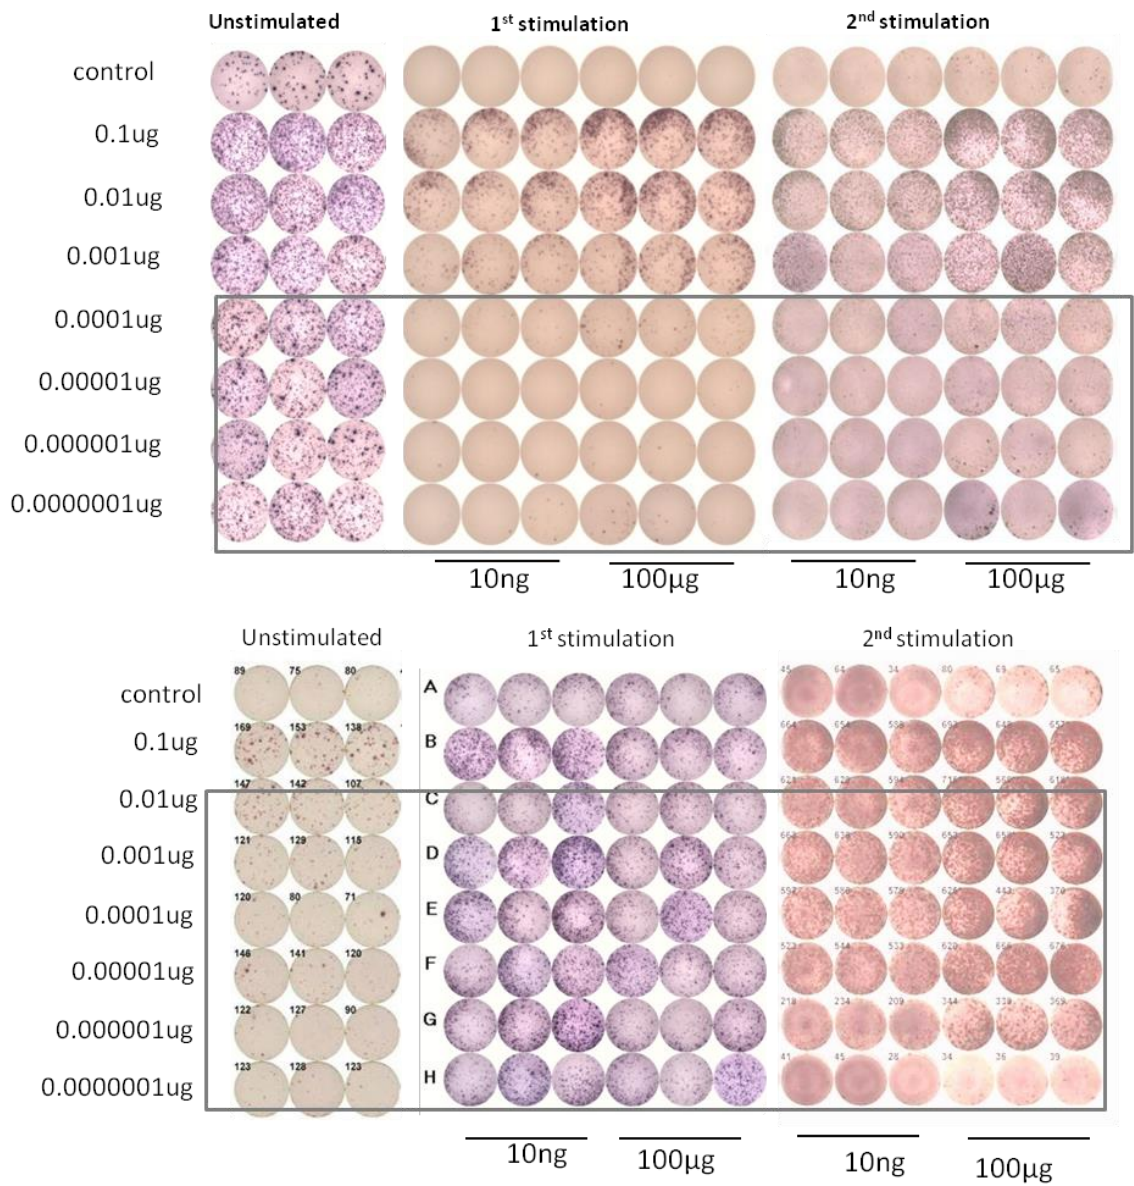 Unstimulated 1st stimulation 2nd stimulation
control
0.1ug
0.01ug
0.001ug
0.0001ug
0.00001ug
0.000001ug
0.0000001ug
10ng 100µg 10ng 100µg
Unstimulated 1st stimulation 2nd stimulation
control 89 75 80 A 45 64 34 80 69 65
0.1ug 169 153 138 B
0.01ug 147 142 107 C
0.001ug 121 129 115 D
0.0001ug 120 80 71 E
0.00001ug 146 141 120 F
0.000001ug 122 127 90 G 218 234 209 344 369
0.0000001ug 123 128 123 H 41 45 28 34 36 39
10ng 100µg 10ng 100µg